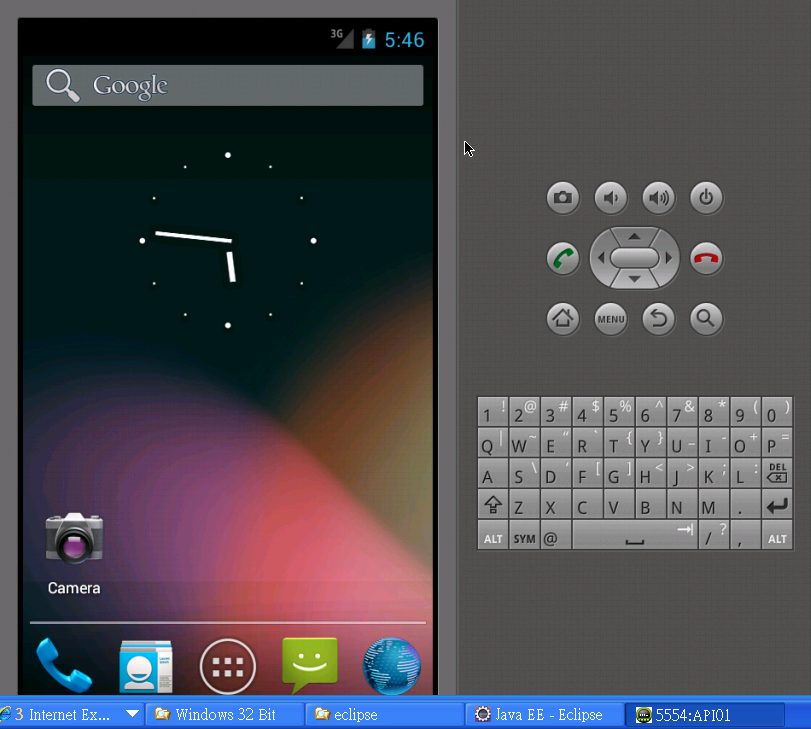 3G 5:46
Google
Camera
MENU
1 ! 2 @ 3 # 4 $ 5 % 6 ^ 7 & 8 * 9 ( 0 )
Q | W ~ E " R ` T { Y } U _ I - O + P =
A S \ D ' F [ G ] H < J > K ; L : DEL
Z X C V B N M .
ALT SYM @ / ? , ALT
3 Internet Ex... Windows 32 Bit eclipse Java EE - Eclipse 5554:API01